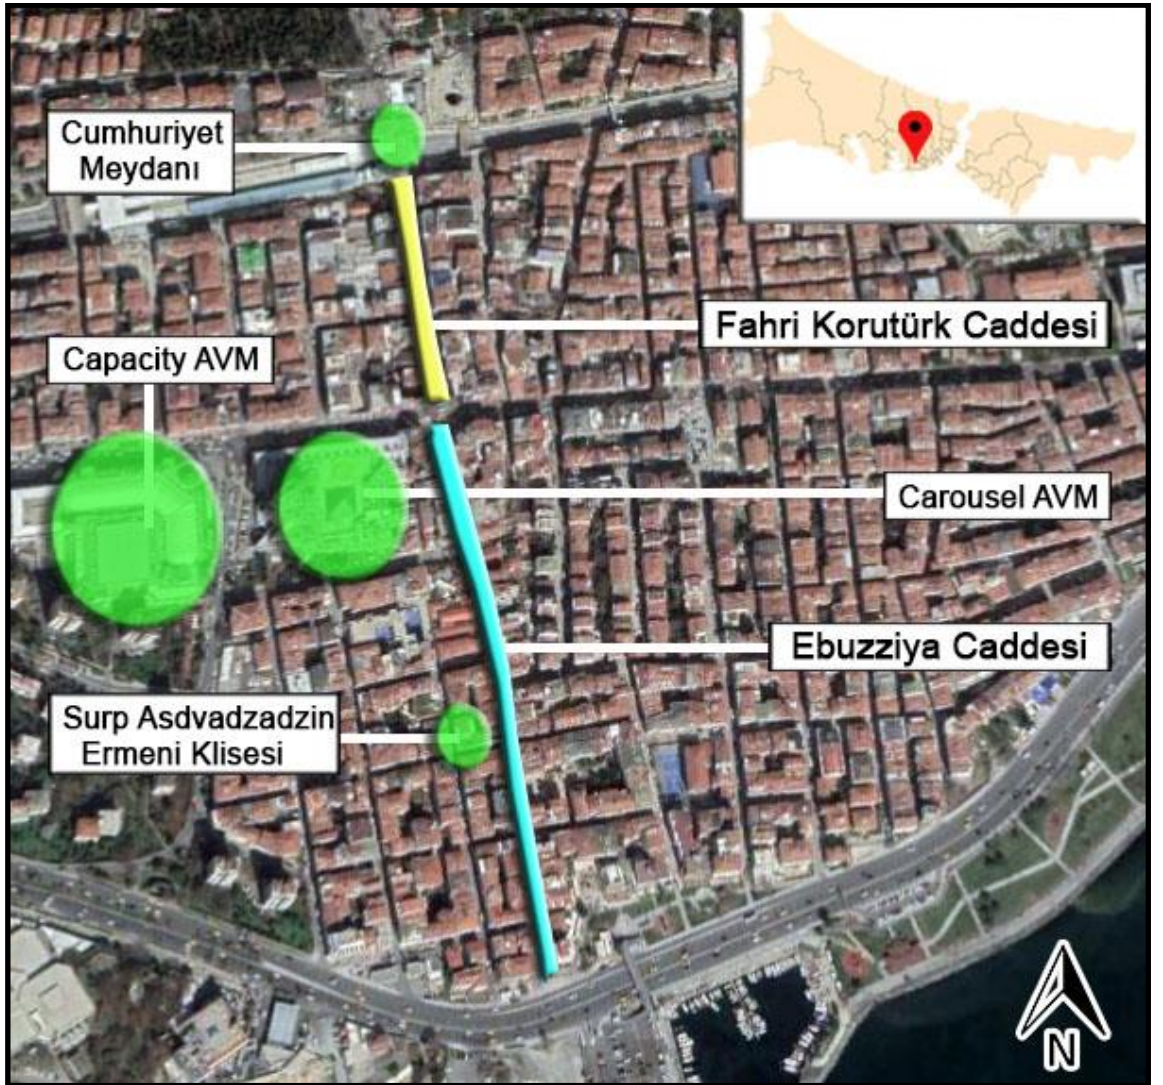 Cumhuriyet
Meydanı
Fahri Korutürk Caddesi
Capacity AVM
Carousel AVM
Ebuzziya Caddesi
Surp Asdvadzadzin
Ermeni Klisesi
N